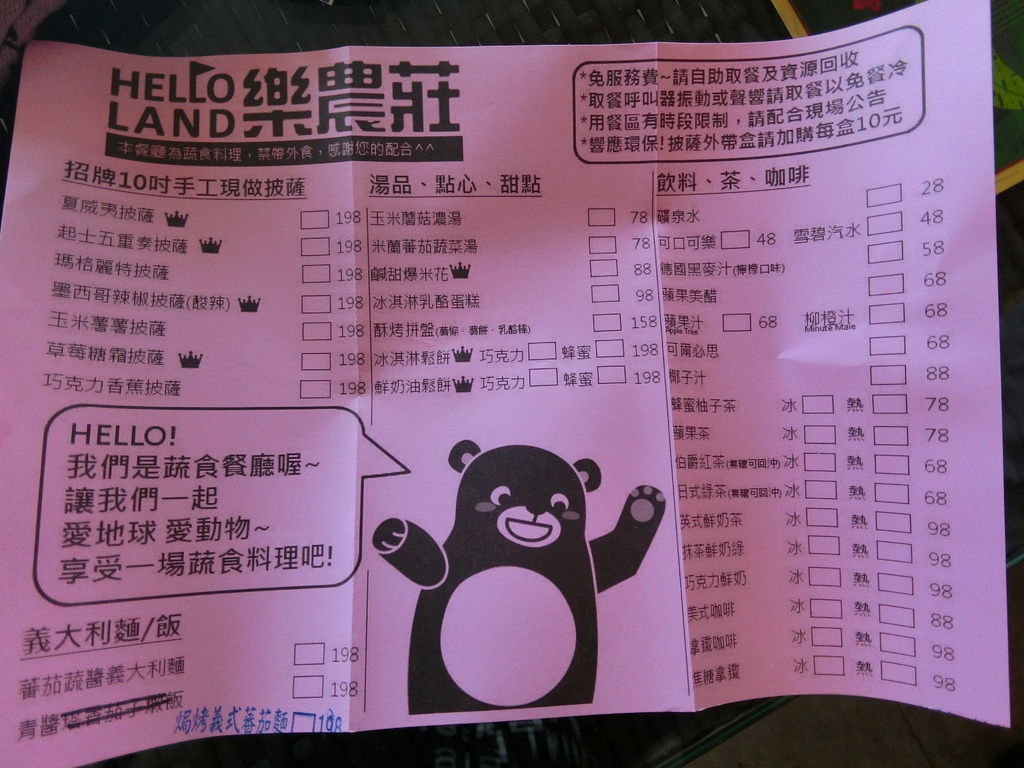 HELLO LAND 樂農莊
本餐廳為蔬食料理，禁帶外食，感謝您的配合^^
*免服務費~請自助取餐及資源回收
*取餐呼叫器振動或聲響請取餐以免餐冷
*用餐區有時段限制，請配合現場公告
*響應環保!披薩外帶盒請加購每盒10元
招牌10吋手工現做披薩
夏威夷披薩 198
起士五重奏披薩 198
瑪格麗特披薩 198
墨西哥辣椒披薩(酸辣) 198
玉米薯薯披薩 198
草莓糖霜披薩 198
巧克力香蕉披薩 198
HELLO!
我們是蔬食餐廳喔~
讓我們一起
愛地球 愛動物~
享受一場蔬食料理吧!
義大利麵/飯
蕃茄蔬醬義大利麵 198
青醬塔香茄子燉飯 198
焗烤義式蕃茄麵 198
湯品、點心、甜點
玉米蘑菇濃湯 78
米蘭蕃茄蔬菜湯 78
鹹甜爆米花 88
冰淇淋乳酪蛋糕 98
酥烤拼盤(薯條、薯餅、乳酪棒) 158
冰淇淋鬆餅 巧克力 蜂蜜 198
鮮奶油鬆餅 巧克力 蜂蜜 198
飲料、茶、咖啡
礦泉水 28
可口可樂 48 雪碧汽水 48
德國黑麥汁(檸檬口味) 58
蘋果美醋 68
蘋果汁 Apple Tree 68 柳橙汁 Minute Maie 68
可爾必思 68
椰子汁 88
蜂蜜柚子茶 冰 熱 78
蘋果茶 冰 熱 78
伯爵紅茶(無糖可回沖) 冰 熱 68
日式綠茶(無糖可回沖) 冰 熱 68
英式鮮奶茶 冰 熱 98
抹茶鮮奶綠 冰 熱 98
巧克力鮮奶 冰 熱 98
美式咖啡 冰 熱 88
拿鐵咖啡 冰 熱 98
焦糖拿鐵 冰 熱 98